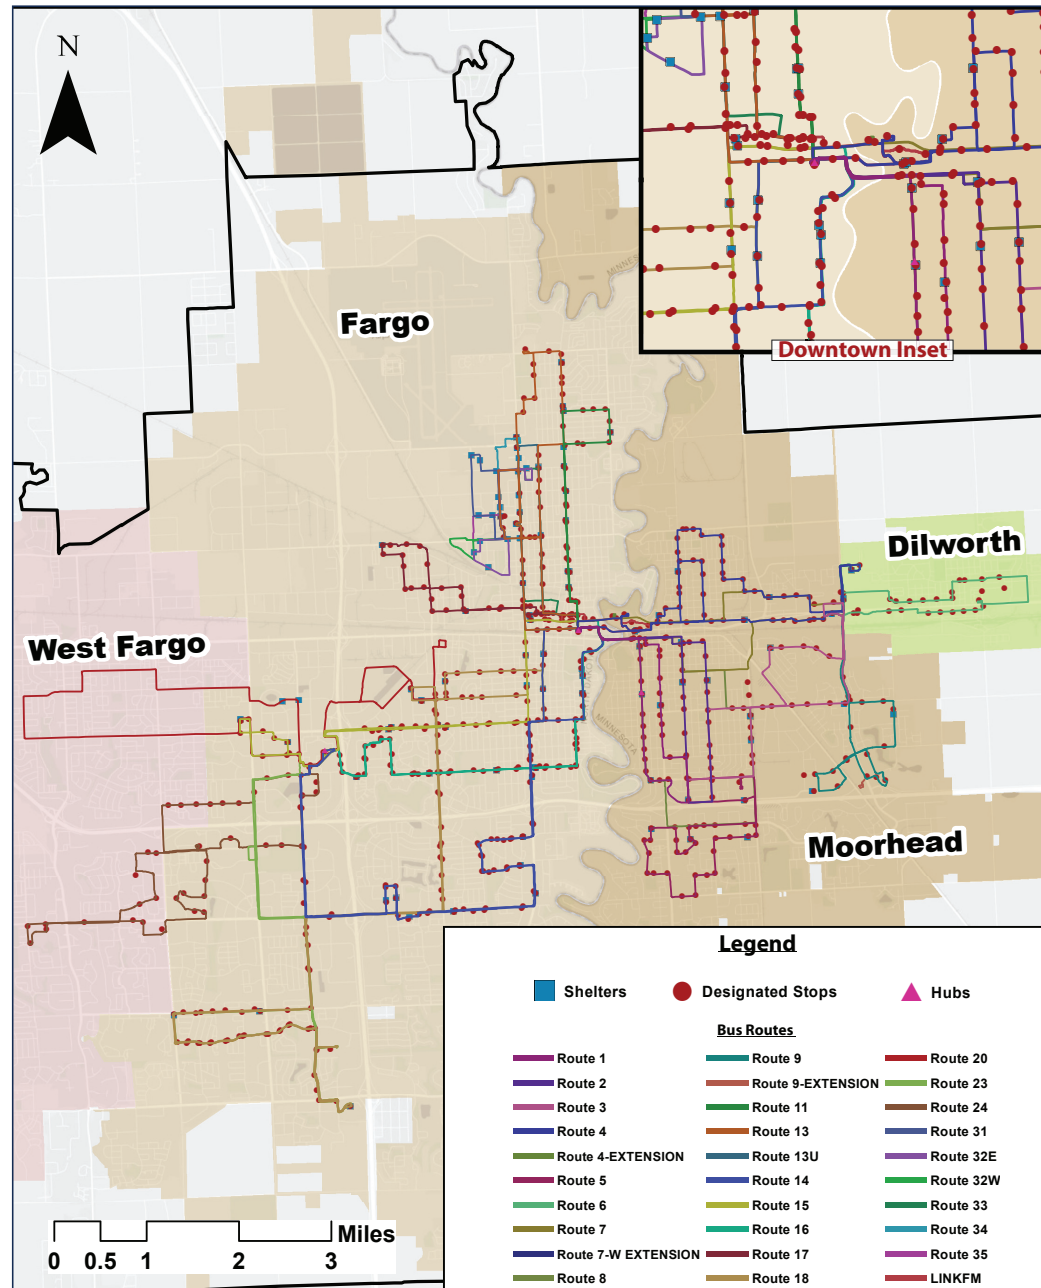 N
Downtown Inset
Fargo
MINNESOTA
Dilworth
West Fargo
Moorhead
Legend
Shelters
Designated Stops
Hubs
Bus Routes
Route 1
Route 9
Route 20
Route 2
Route 9-EXTENSION
Route 23
Route 3
Route 11
Route 24
Route 4
Route 13
Route 31
Route 4-EXTENSION
Route 13U
Route 32E
Route 5
Route 14
Route 32W
Route 6
Route 15
Route 33
Route 7
Route 16
Route 34
Route 7-W EXTENSION
Route 17
Route 35
Route 8
Route 18
LINKFM
Miles
0 0.5 1 2 3